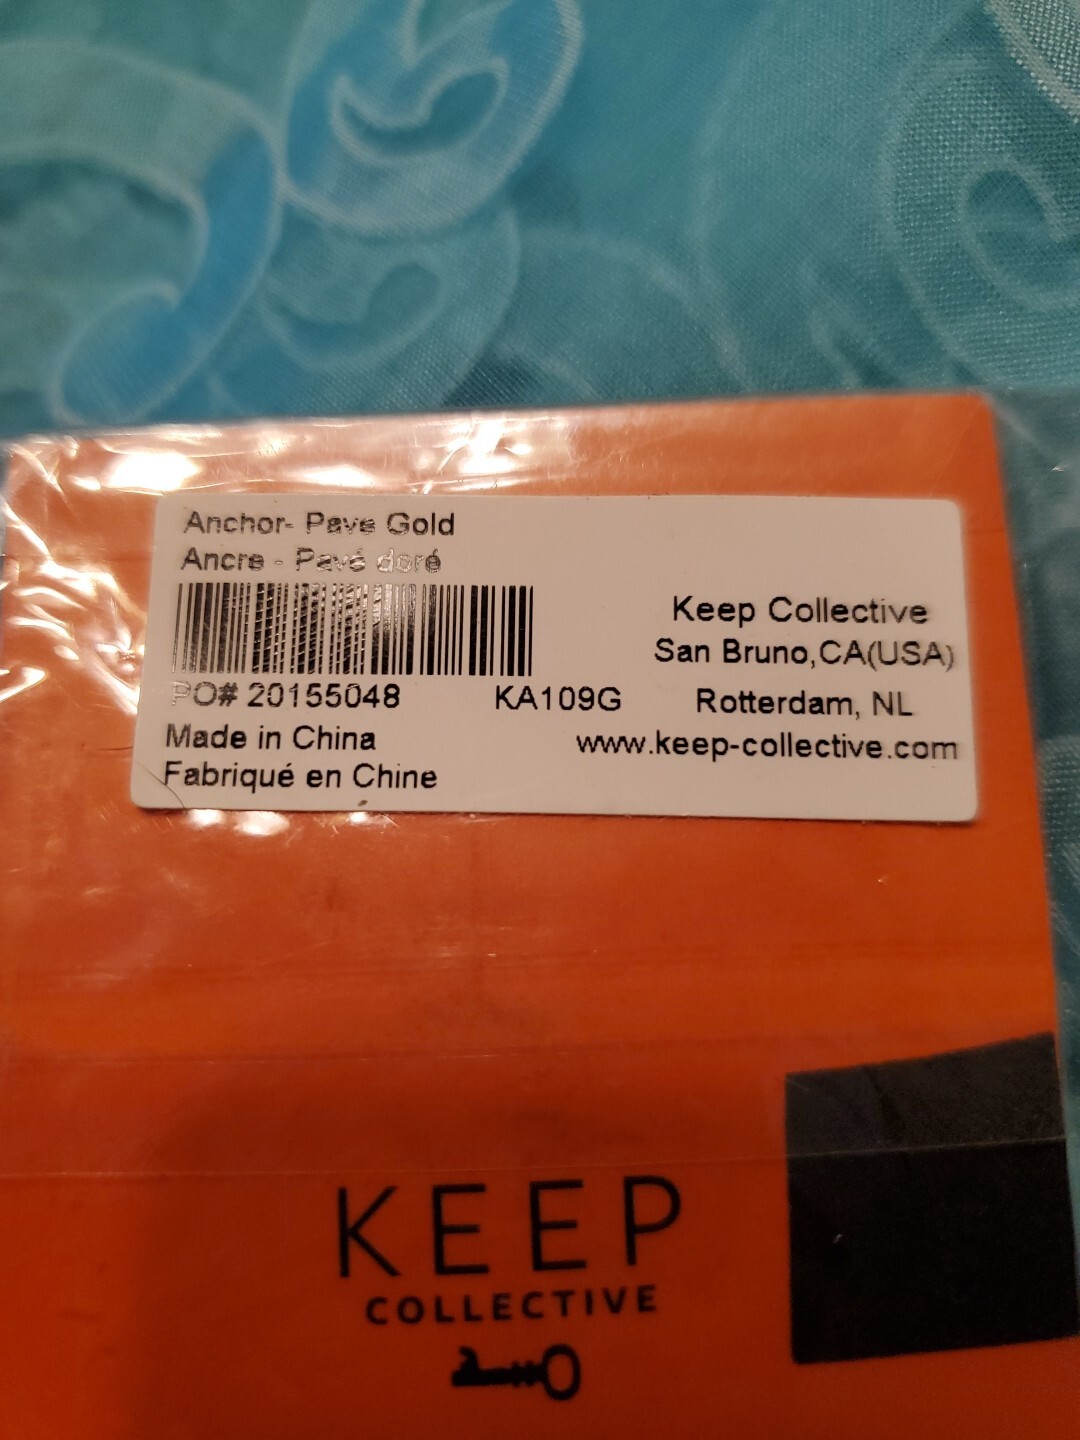 Anchor- Pave Gold
Ancre - Pavé doré
PO# 20155048 KA109G
Made in China
Fabriqué en Chine
Keep Collective
San Bruno,CA(USA)
Rotterdam, NL
www.keep-collective.com
KEEP
COLLECTIVE